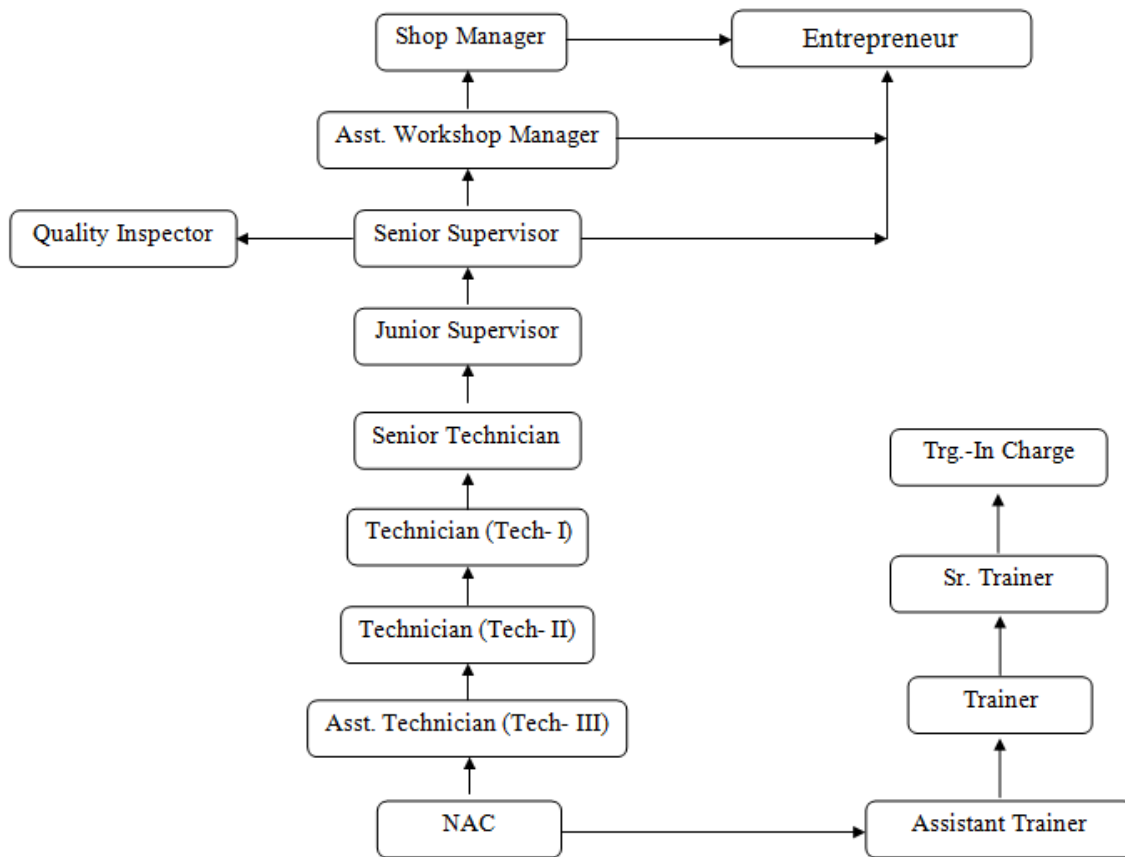 Shop Manager
Entrepreneur
Asst. Workshop Manager
Quality Inspector
Senior Supervisor
Junior Supervisor
Senior Technician
Trg.-In Charge
Technician (Tech- I)
Sr. Trainer
Technician (Tech- II)
Trainer
Asst. Technician (Tech- III)
NAC
Assistant Trainer